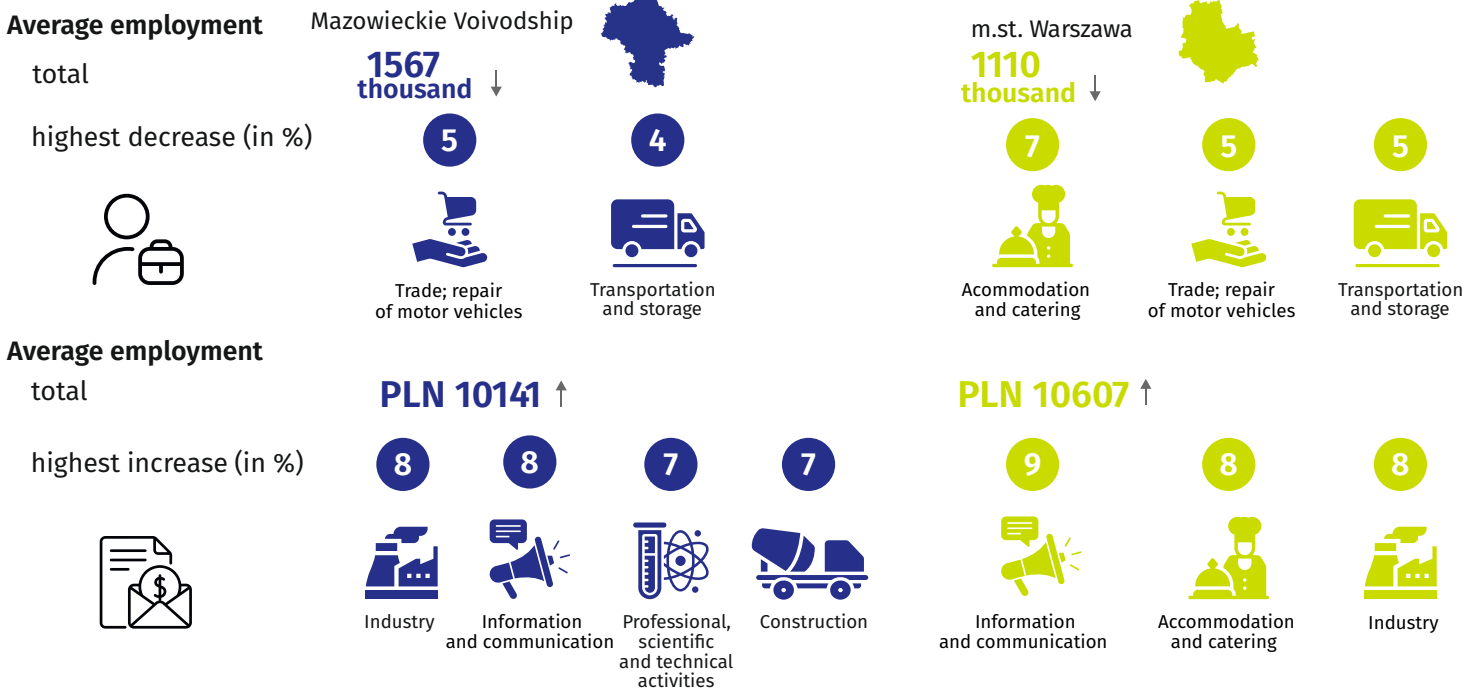 Average employment
Mazowieckie Voivodship
m.st. Warszawa
total
1567
thousand
1110
thousand
highest decrease (in %)
5
4
7
5
5
Trade; repair
of motor vehicles
Transportation
and storage
Acommodation
and catering
Trade; repair
of motor vehicles
Transportation
and storage
Average employment
total
PLN 10141
PLN 10607
highest increase (in %)
8
8
7
7
9
8
8
$
Industry
Information
and communication
Professional,
scientific
and technical
activities
Construction
Information
and communication
Accommodation
and catering
Industry